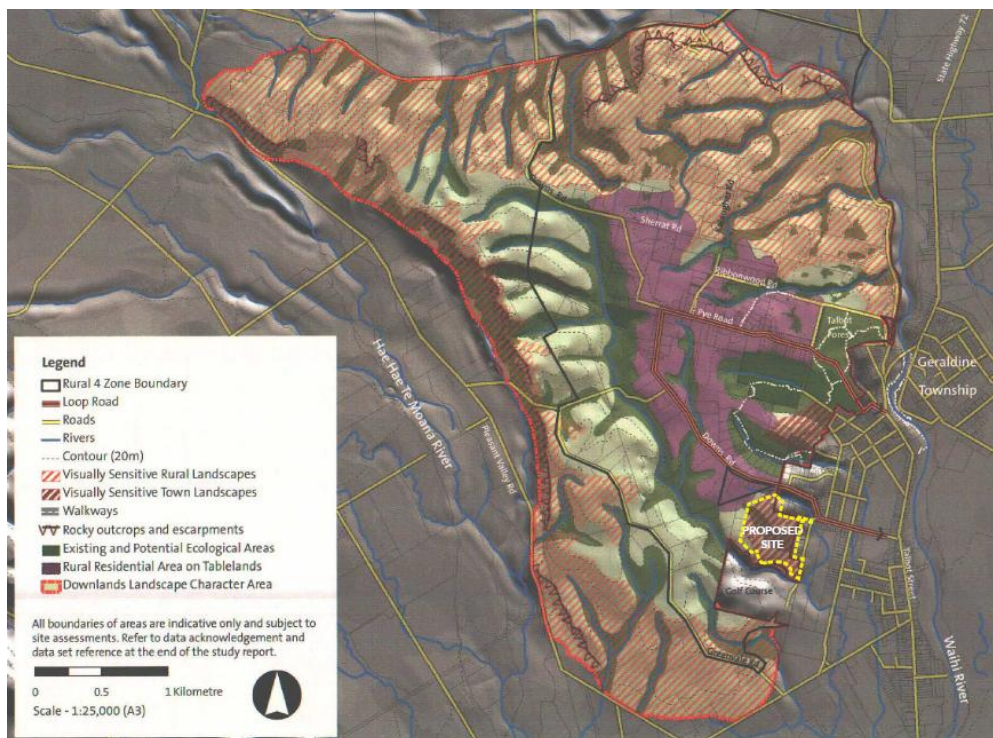 State Highway 72
Sherrat Rd
Ribbonwood Rd
Pye Road
Talbot
Forest
Geraldine
Township
Hae Hae Te Moana River
Pleasant Valley Rd
Downs Rd
PROPOSED
SITE
Golf Course
Talbot Street
Waihi River
Legend
Rural 4 Zone Boundary
Loop Road
Roads
Rivers
Contour (20m)
Visually Sensitive Rural Landscapes
Visually Sensitive Town Landscapes
Walkways
Rocky outcrops and escarpments
Existing and Potential Ecological Areas
Rural Residential Area on Tablelands
Downlands Landscape Character Area
All boundaries of areas are indicative only and subject to
site assessments. Refer to data acknowledgement and
data set reference at the end of the study report.
0 0.5 1 Kilometre
Scale - 1:25,000 (A3)